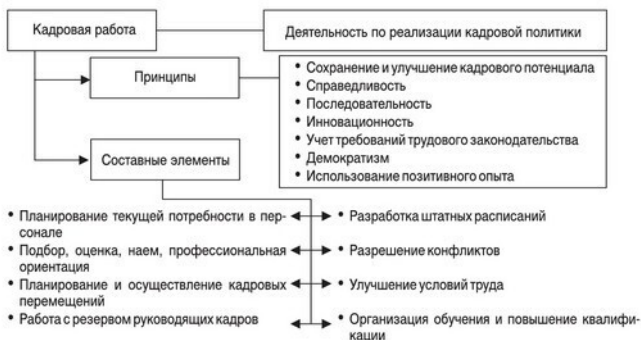 Кадровая работа
Деятельность по реализации кадровой политики
Принципы
• Сохранение и улучшение кадрового потенциала
• Справедливость
• Последовательность
• Инновационность
• Учет требований трудового законодательства
• Демократизм
• Использование позитивного опыта
Составные элементы
• Планирование текущей потребности в пер-
сонале
• Подбор, оценка, наем, профессиональная
ориентация
• Планирование и осуществление кадровых
перемещений
• Работа с резервом руководящих кадров
• Разработка штатных расписаний
• Разрешение конфликтов
• Улучшение условий труда
• Организация обучения и повышение квалифи-
кации